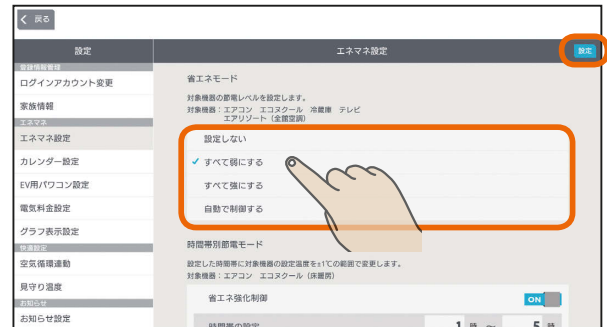 戻る
設定
エネマネ設定
設定
登録情報管理
ログインアカウント変更
家族情報
エネマネ
エネマネ設定
カレンダー設定
EV用パワコン設定
電気料金設定
グラフ表示設定
快適設定
空気循環連動
見守り温度
お知らせ
お知らせ設定
省エネモード
対象機器の節電レベルを設定します。
対象機器：エアコン エコヌクール 冷蔵庫 テレビ
エアリゾート（全館空調）
設定しない
すべて弱にする
すべて強にする
自動で制御する
時間帯別節電モード
設定した時間帯に対象機器の設定温度を±1℃の範囲で変更します。
対象機器：エアコン エコヌクール（床暖房）
省エネ強化制御
ON
時間帯の設定
1 時 ～ 5 時